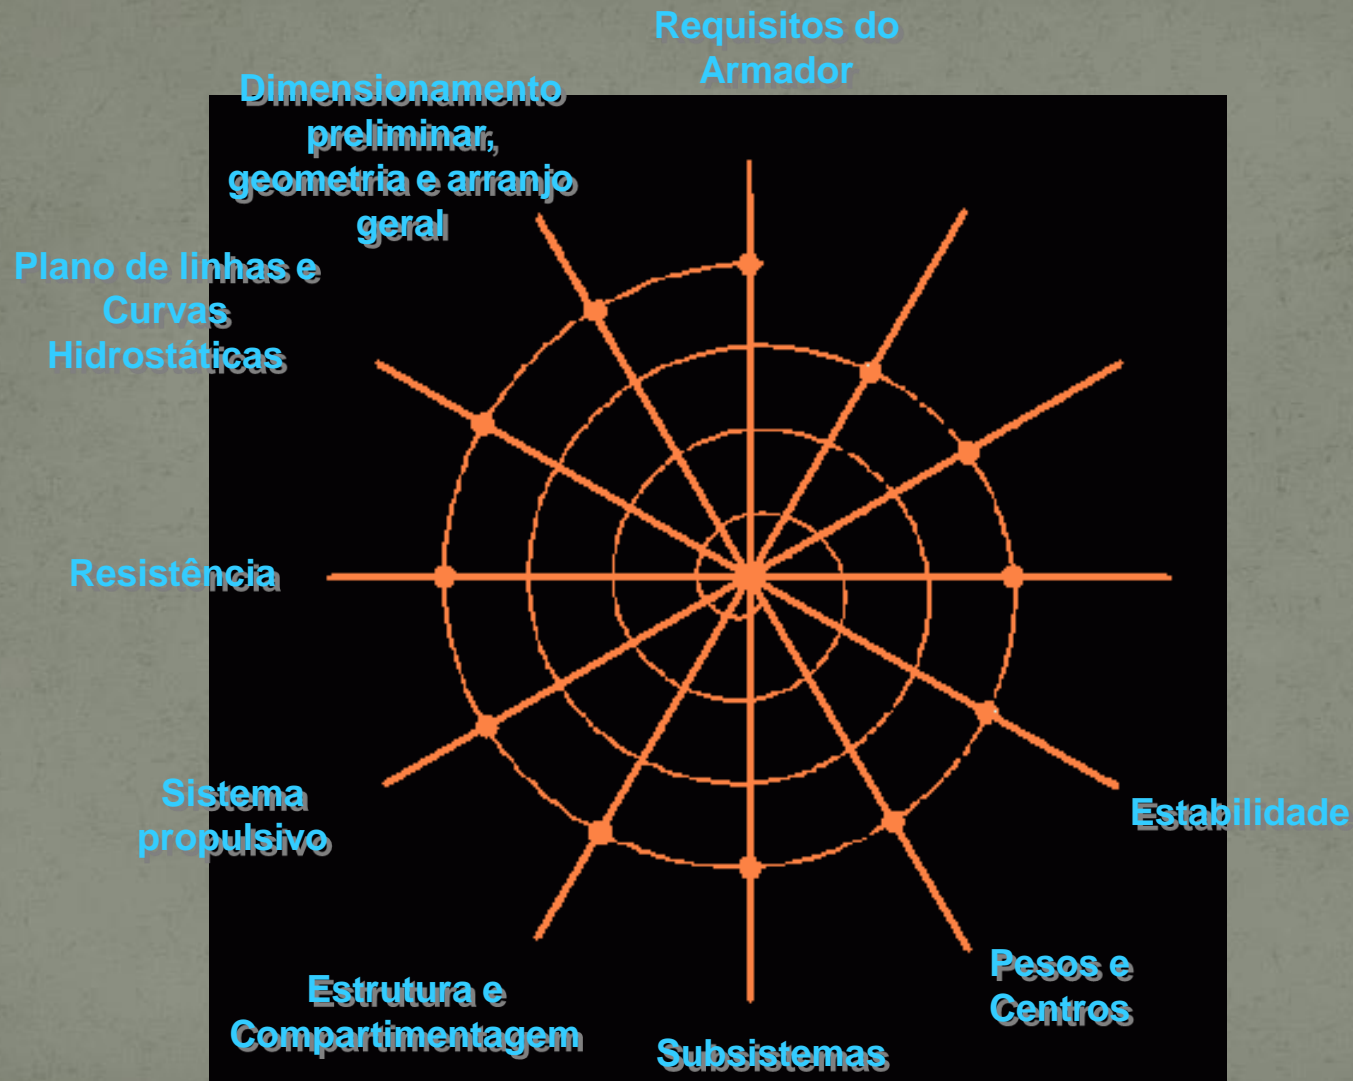 Requisitos do
Armador
Dimensionamento
preliminar,
geometria e arranjo
geral
Plano de linhas e
Curvas
Hidrostáticas
Resistência
Sistema
propulsivo
Estabilidade
Pesos e
Centros
Estrutura e
Compartimentagem
Subsistemas